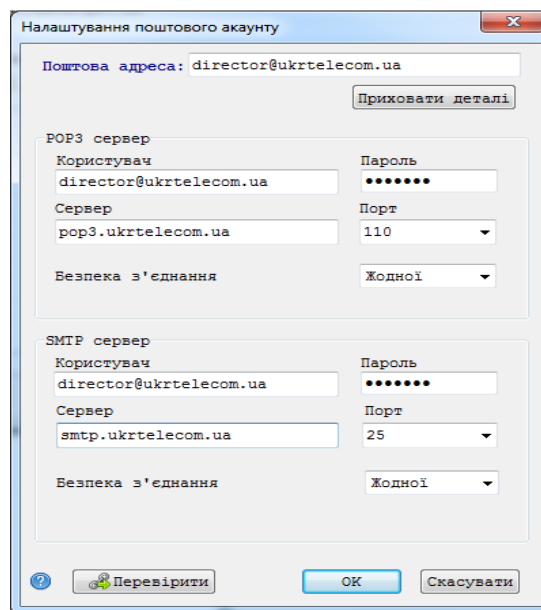 Налаштування поштового акаунту
Поштова адреса: director@ukrtelecom.ua
Приховати деталі
POP3 сервер
Користувач Пароль
director@ukrtelecom.ua •••••••
Сервер Порт
pop3.ukrtelecom.ua 110
Безпека з'єднання Жодної
SMTP сервер
Користувач Пароль
director@ukrtelecom.ua •••••••
Сервер Порт
smtp.ukrtelecom.ua 25
Безпека з'єднання Жодної
Перевірити OK Скасувати